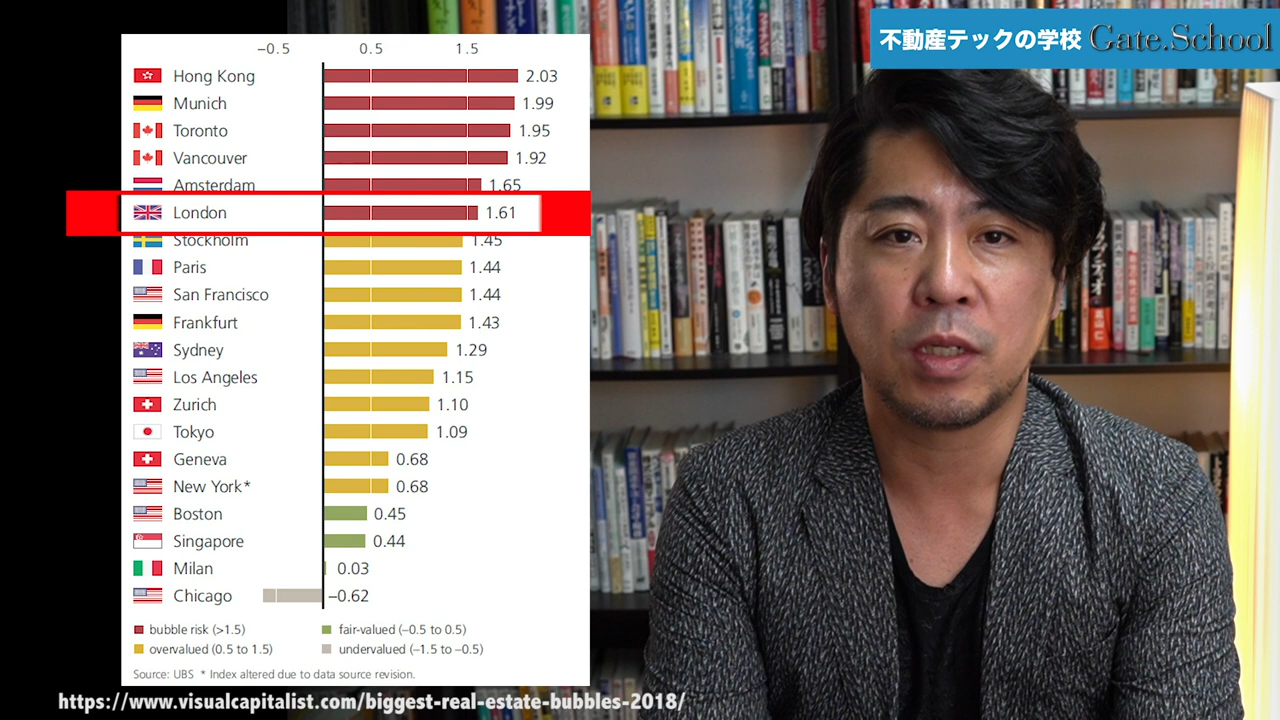 不動産テックの学校 Gate.School
−0.5 0.5 1.5
Hong Kong 2.03
Munich 1.99
Toronto 1.95
Vancouver 1.92
Amsterdam 1.65
London 1.61
Stockholm 1.45
Paris 1.44
San Francisco 1.44
Frankfurt 1.43
Sydney 1.29
Los Angeles 1.15
Zurich 1.10
Tokyo 1.09
Geneva 0.68
New York* 0.68
Boston 0.45
Singapore 0.44
Milan 0.03
Chicago −0.62
bubble risk (>1.5) fair-valued (−0.5 to 0.5)
overvalued (0.5 to 1.5) undervalued (−1.5 to −0.5)
Source: UBS * Index altered due to data source revision.
https://www.visualcapitalist.com/biggest-real-estate-bubbles-2018/